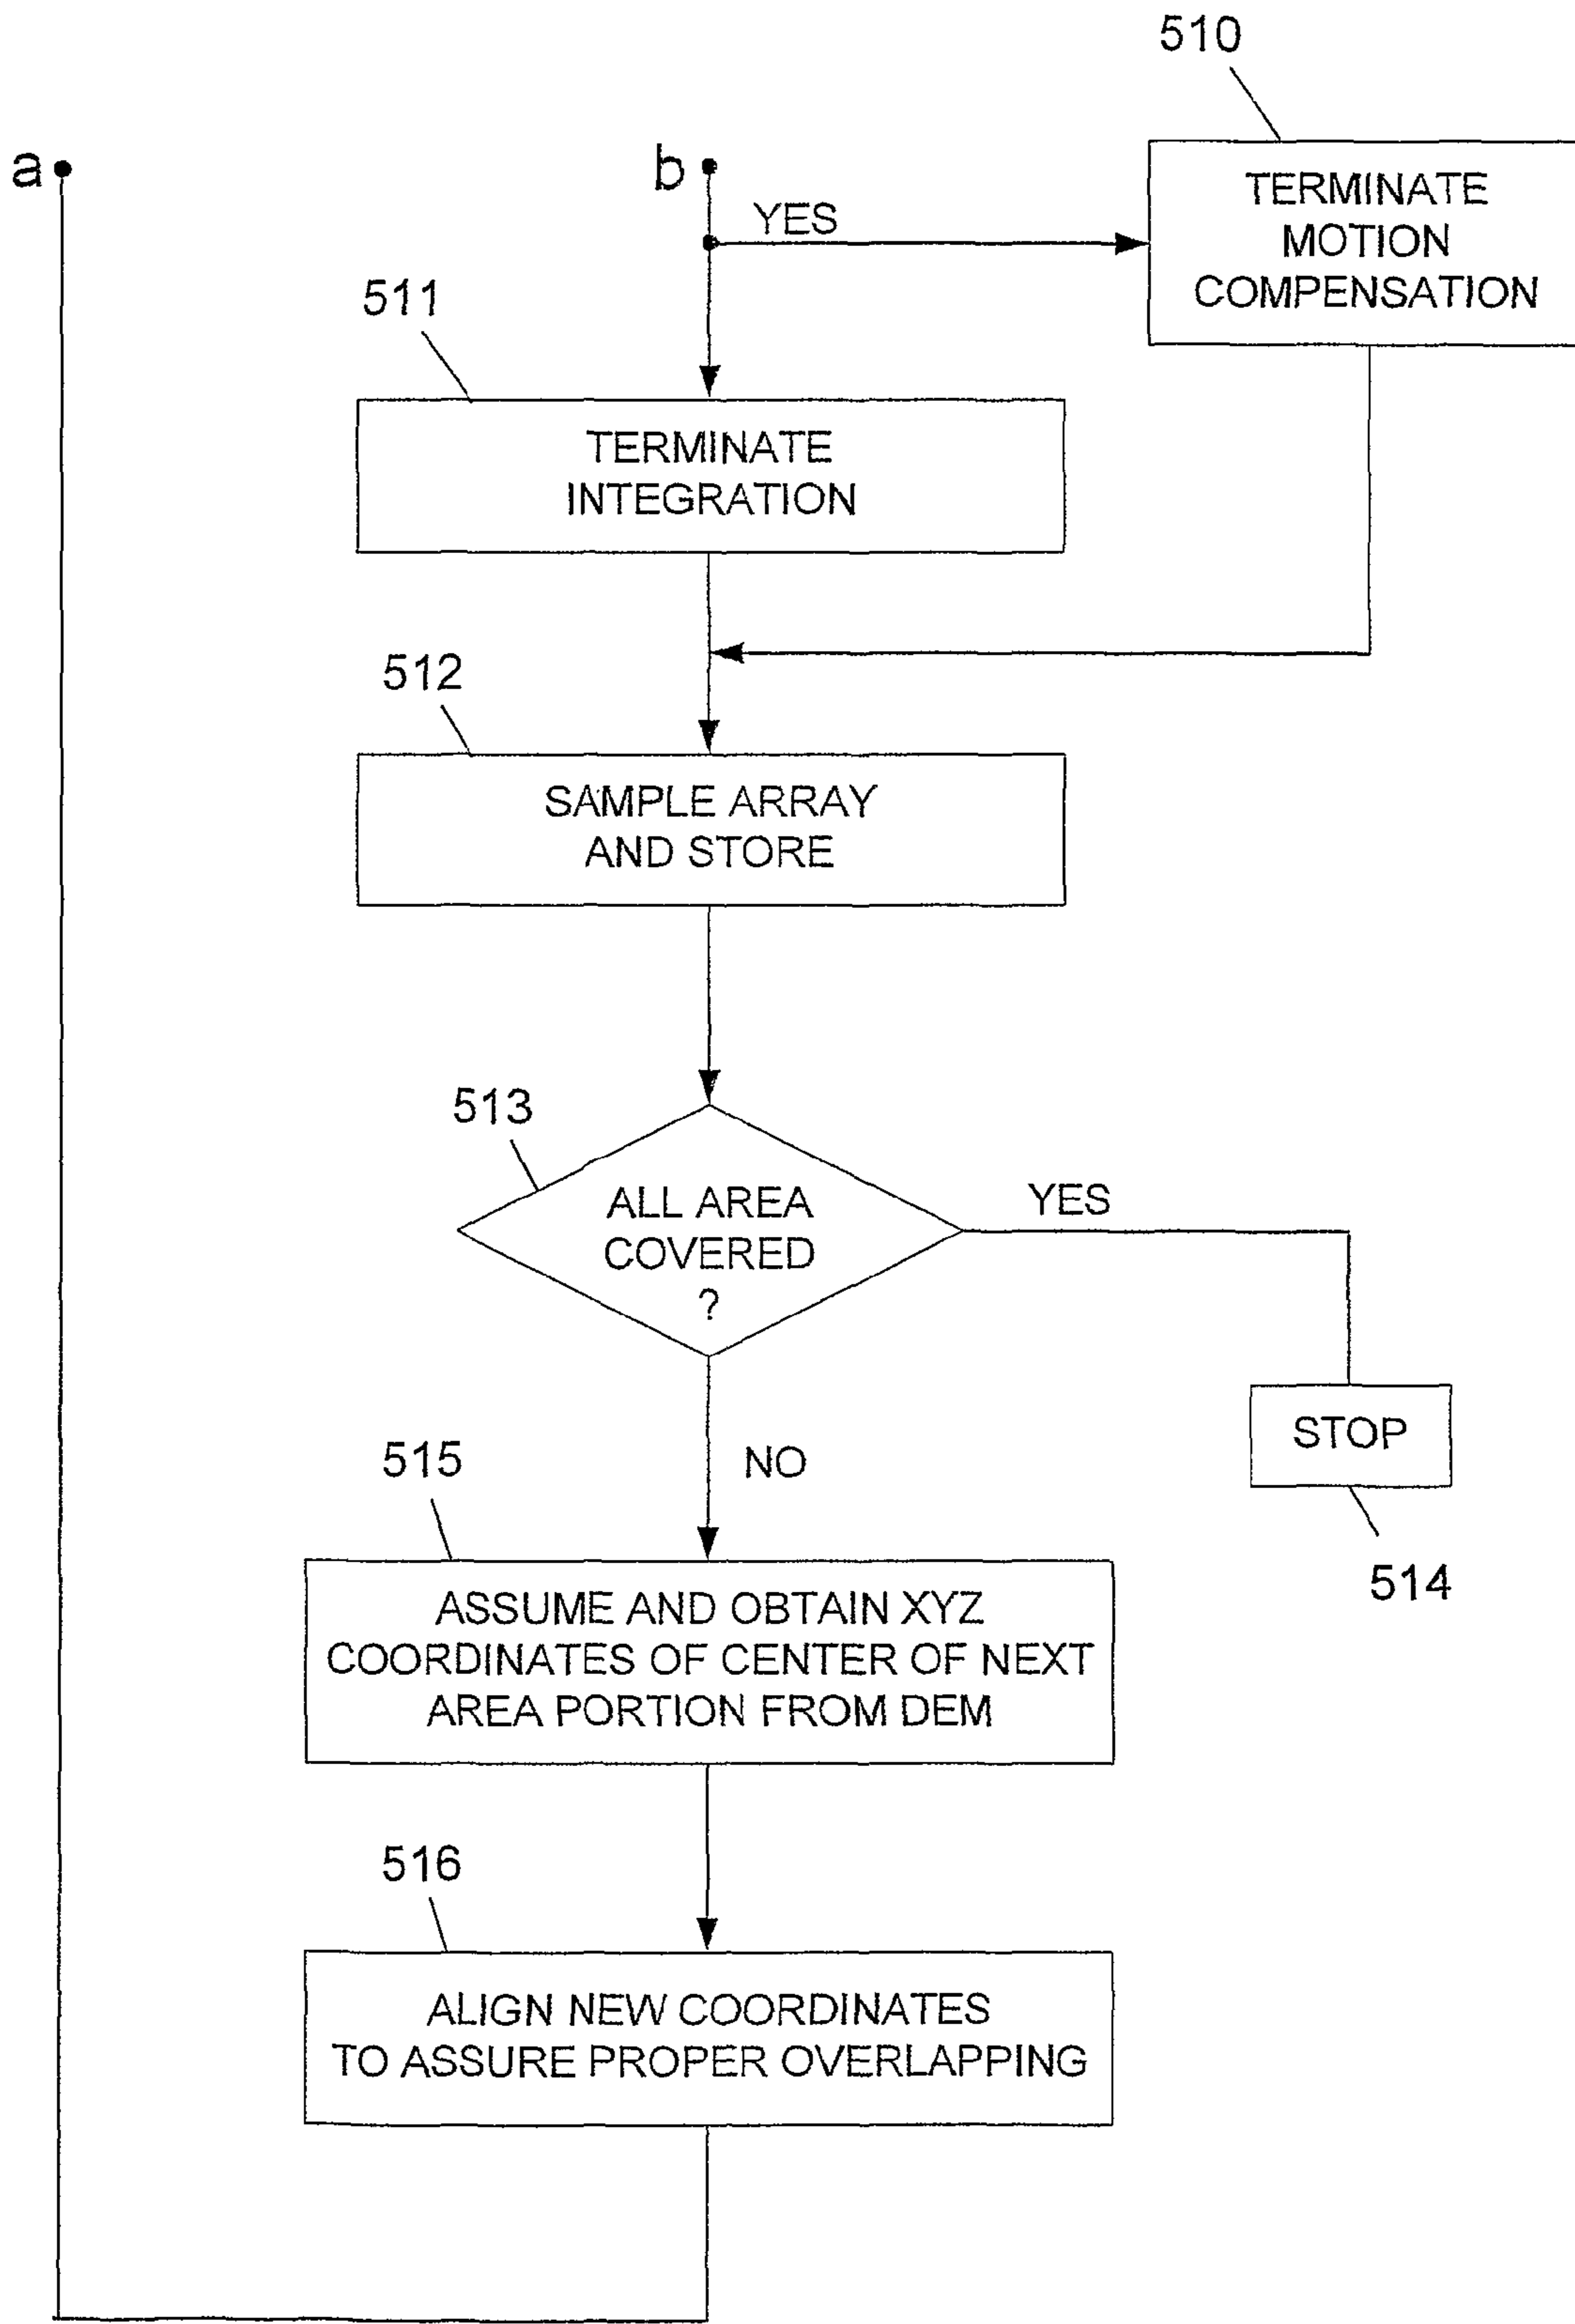 510
a
b
YES
TERMINATE
MOTION
COMPENSATION
511
TERMINATE
INTEGRATION
512
SAMPLE ARRAY
AND STORE
513
ALL AREA
COVERED
?
YES
STOP
514
NO
515
ASSUME AND OBTAIN XYZ
COORDINATES OF CENTER OF NEXT
AREA PORTION FROM DEM
516
ALIGN NEW COORDINATES
TO ASSURE PROPER OVERLAPPING